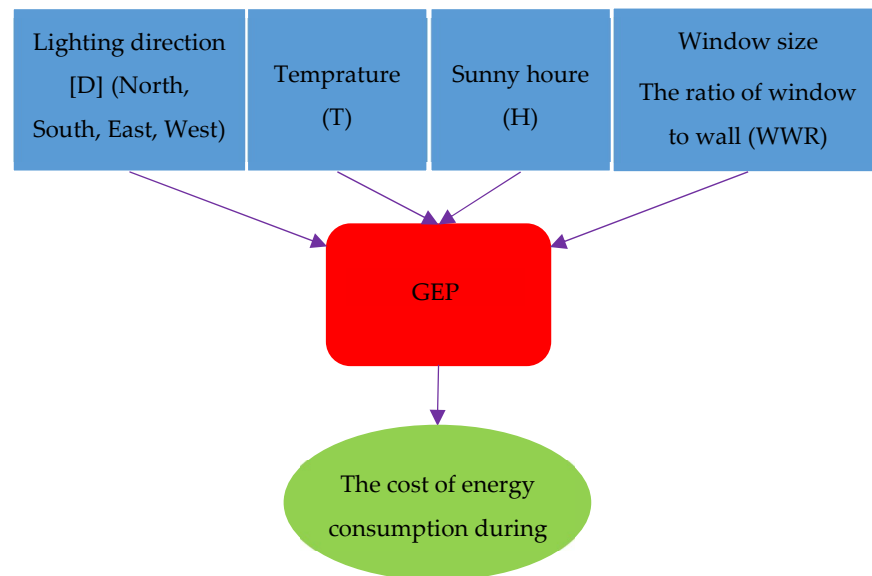 Lighting direction
[D] (North,
South, East, West)
Temprature
(T)
Sunny houre
(H)
Window size
The ratio of window
to wall (WWR)
GEP
The cost of energy
consumption during